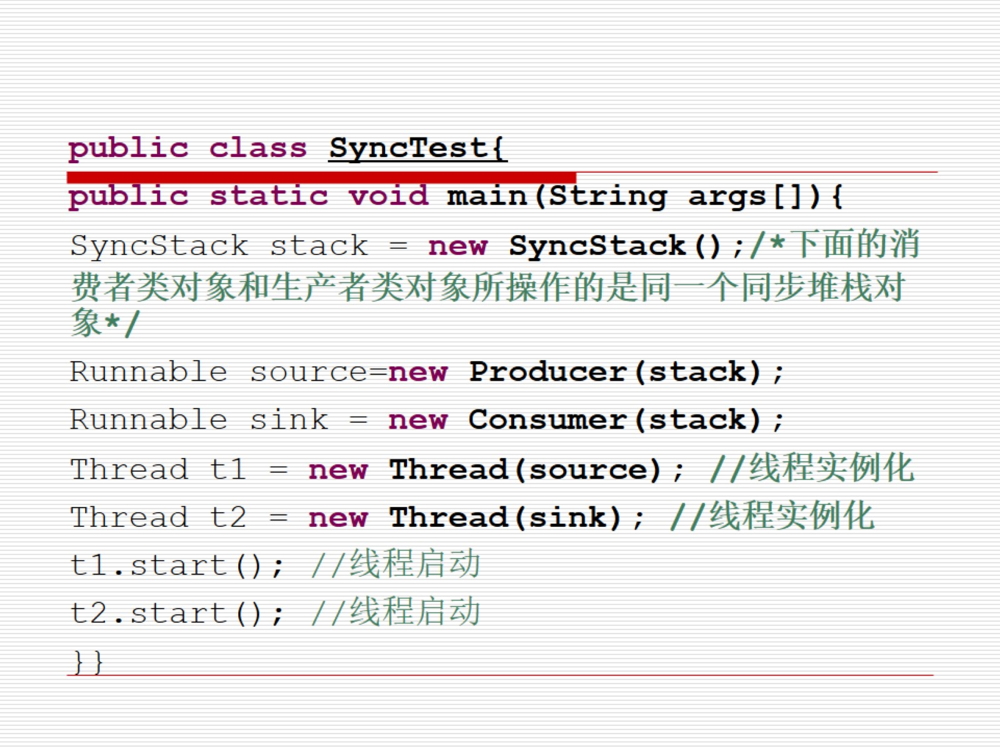 public class SyncTest{
public static void main(String args[]){
SyncStack stack = new SyncStack();/*下面的消
费者类对象和生产者类对象所操作的是同一个同步堆栈对
象*/
Runnable source=new Producer(stack);
Runnable sink = new Consumer(stack);
Thread t1 = new Thread(source); //线程实例化
Thread t2 = new Thread(sink); //线程实例化
t1.start(); //线程启动
t2.start(); //线程启动
}}